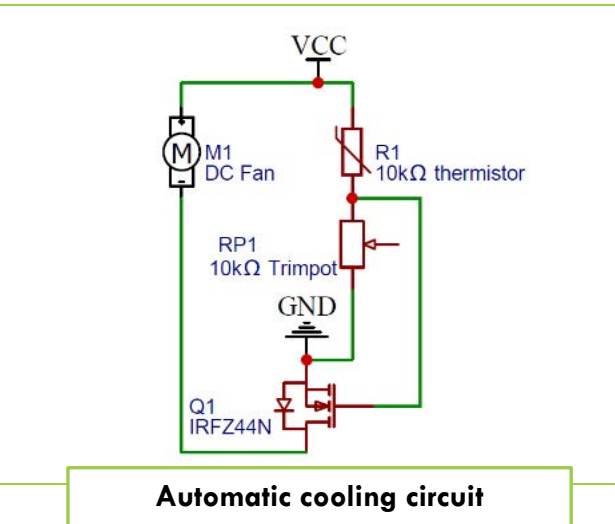 VCC
M
M1
DC Fan
R1
10kΩ thermistor
RP1
10kΩ Trimpot
GND
Q1
IRFZ44N
Automatic cooling circuit